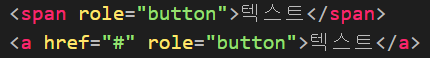 <span role="button">텍스트</span>
<a href="#" role="button">텍스트</a>